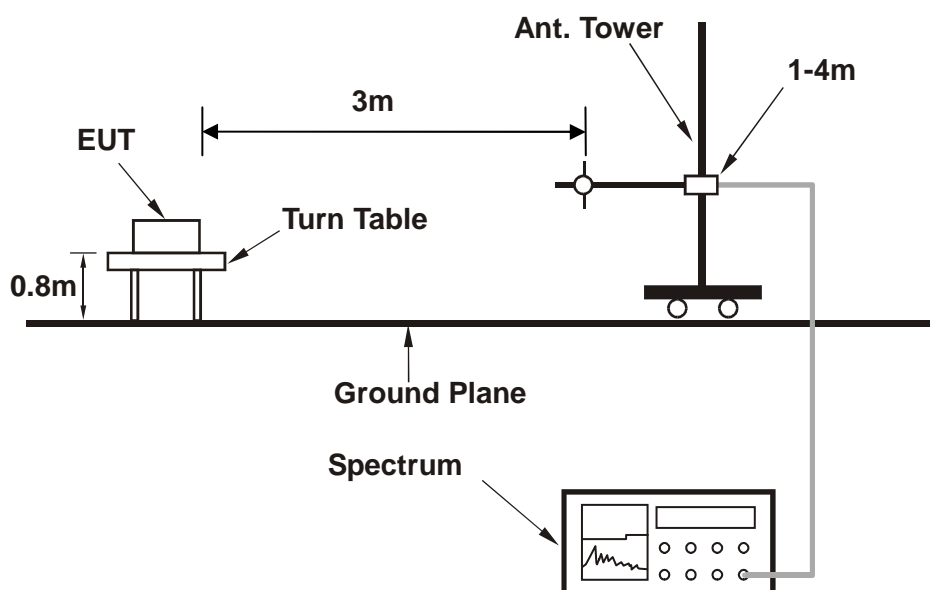 Ant. Tower
1-4m
3m
EUT
Turn Table
0.8m
Ground Plane
Spectrum